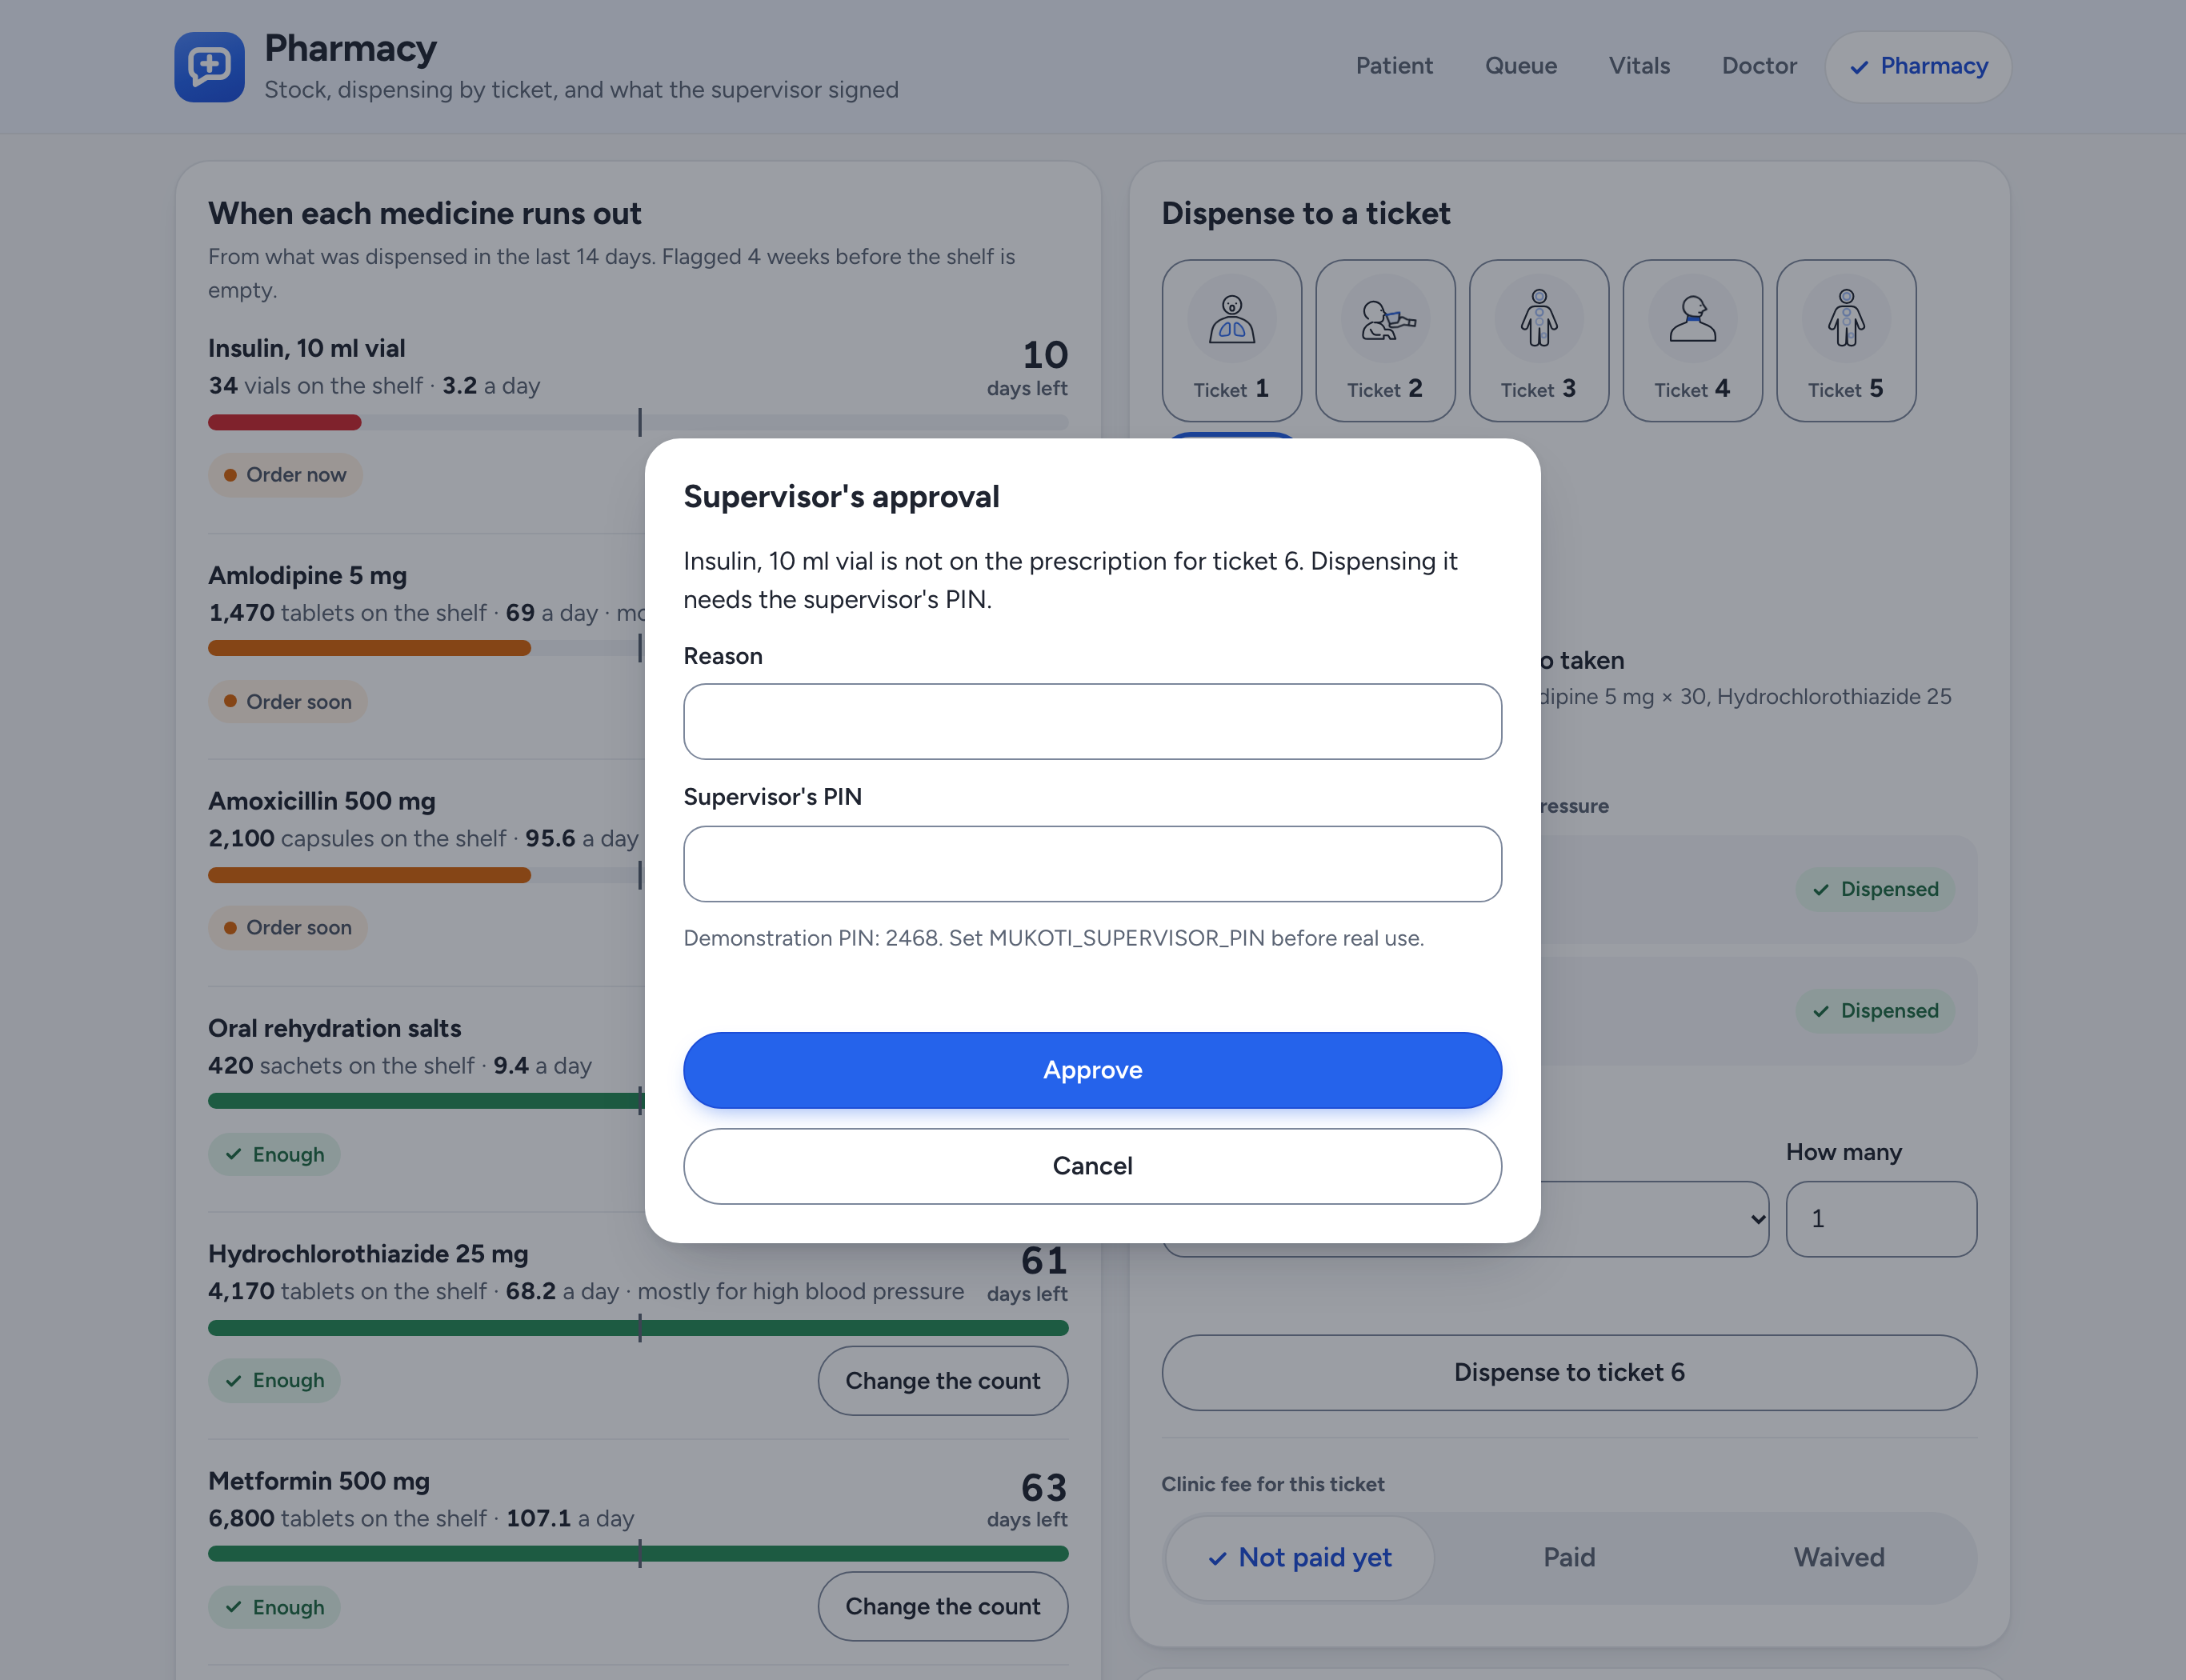 Pharmacy
Stock, dispensing by ticket, and what the supervisor signed
Patient
Queue
Vitals
Doctor
Pharmacy
When each medicine runs out
From what was dispensed in the last 14 days. Flagged 4 weeks before the shelf is
empty.
Insulin, 10 ml vial
34 vials on the shelf · 3.2 a day
10
days left
Order now
Amlodipine 5 mg
1,470 tablets on the shelf · 69 a day ·
Order soon
Amoxicillin 500 mg
2,100 capsules on the shelf · 95.6 a day
Order soon
Oral rehydration salts
420 sachets on the shelf · 9.4 a day
Enough
Hydrochlorothiazide 25 mg
4,170 tablets on the shelf · 68.2 a day · mostly for high blood pressure
61
days left
Enough
Change the count
Metformin 500 mg
6,800 tablets on the shelf · 107.1 a day
63
days left
Enough
Change the count
Dispense to a ticket
Ticket 1
Ticket 2
Ticket 3
Ticket 4
Ticket 5
Supervisor's approval
Insulin, 10 ml vial is not on the prescription for ticket 6. Dispensing it
needs the supervisor's PIN.
Reason
Supervisor's PIN
Demonstration PIN: 2468. Set MUKOTI_SUPERVISOR_PIN before real use.
Approve
Cancel
taken
5 mg × 30, Hydrochlorothiazide 25
Dispensed
Dispensed
How many
1
Dispense to ticket 6
Clinic fee for this ticket
Not paid yet
Paid
Waived